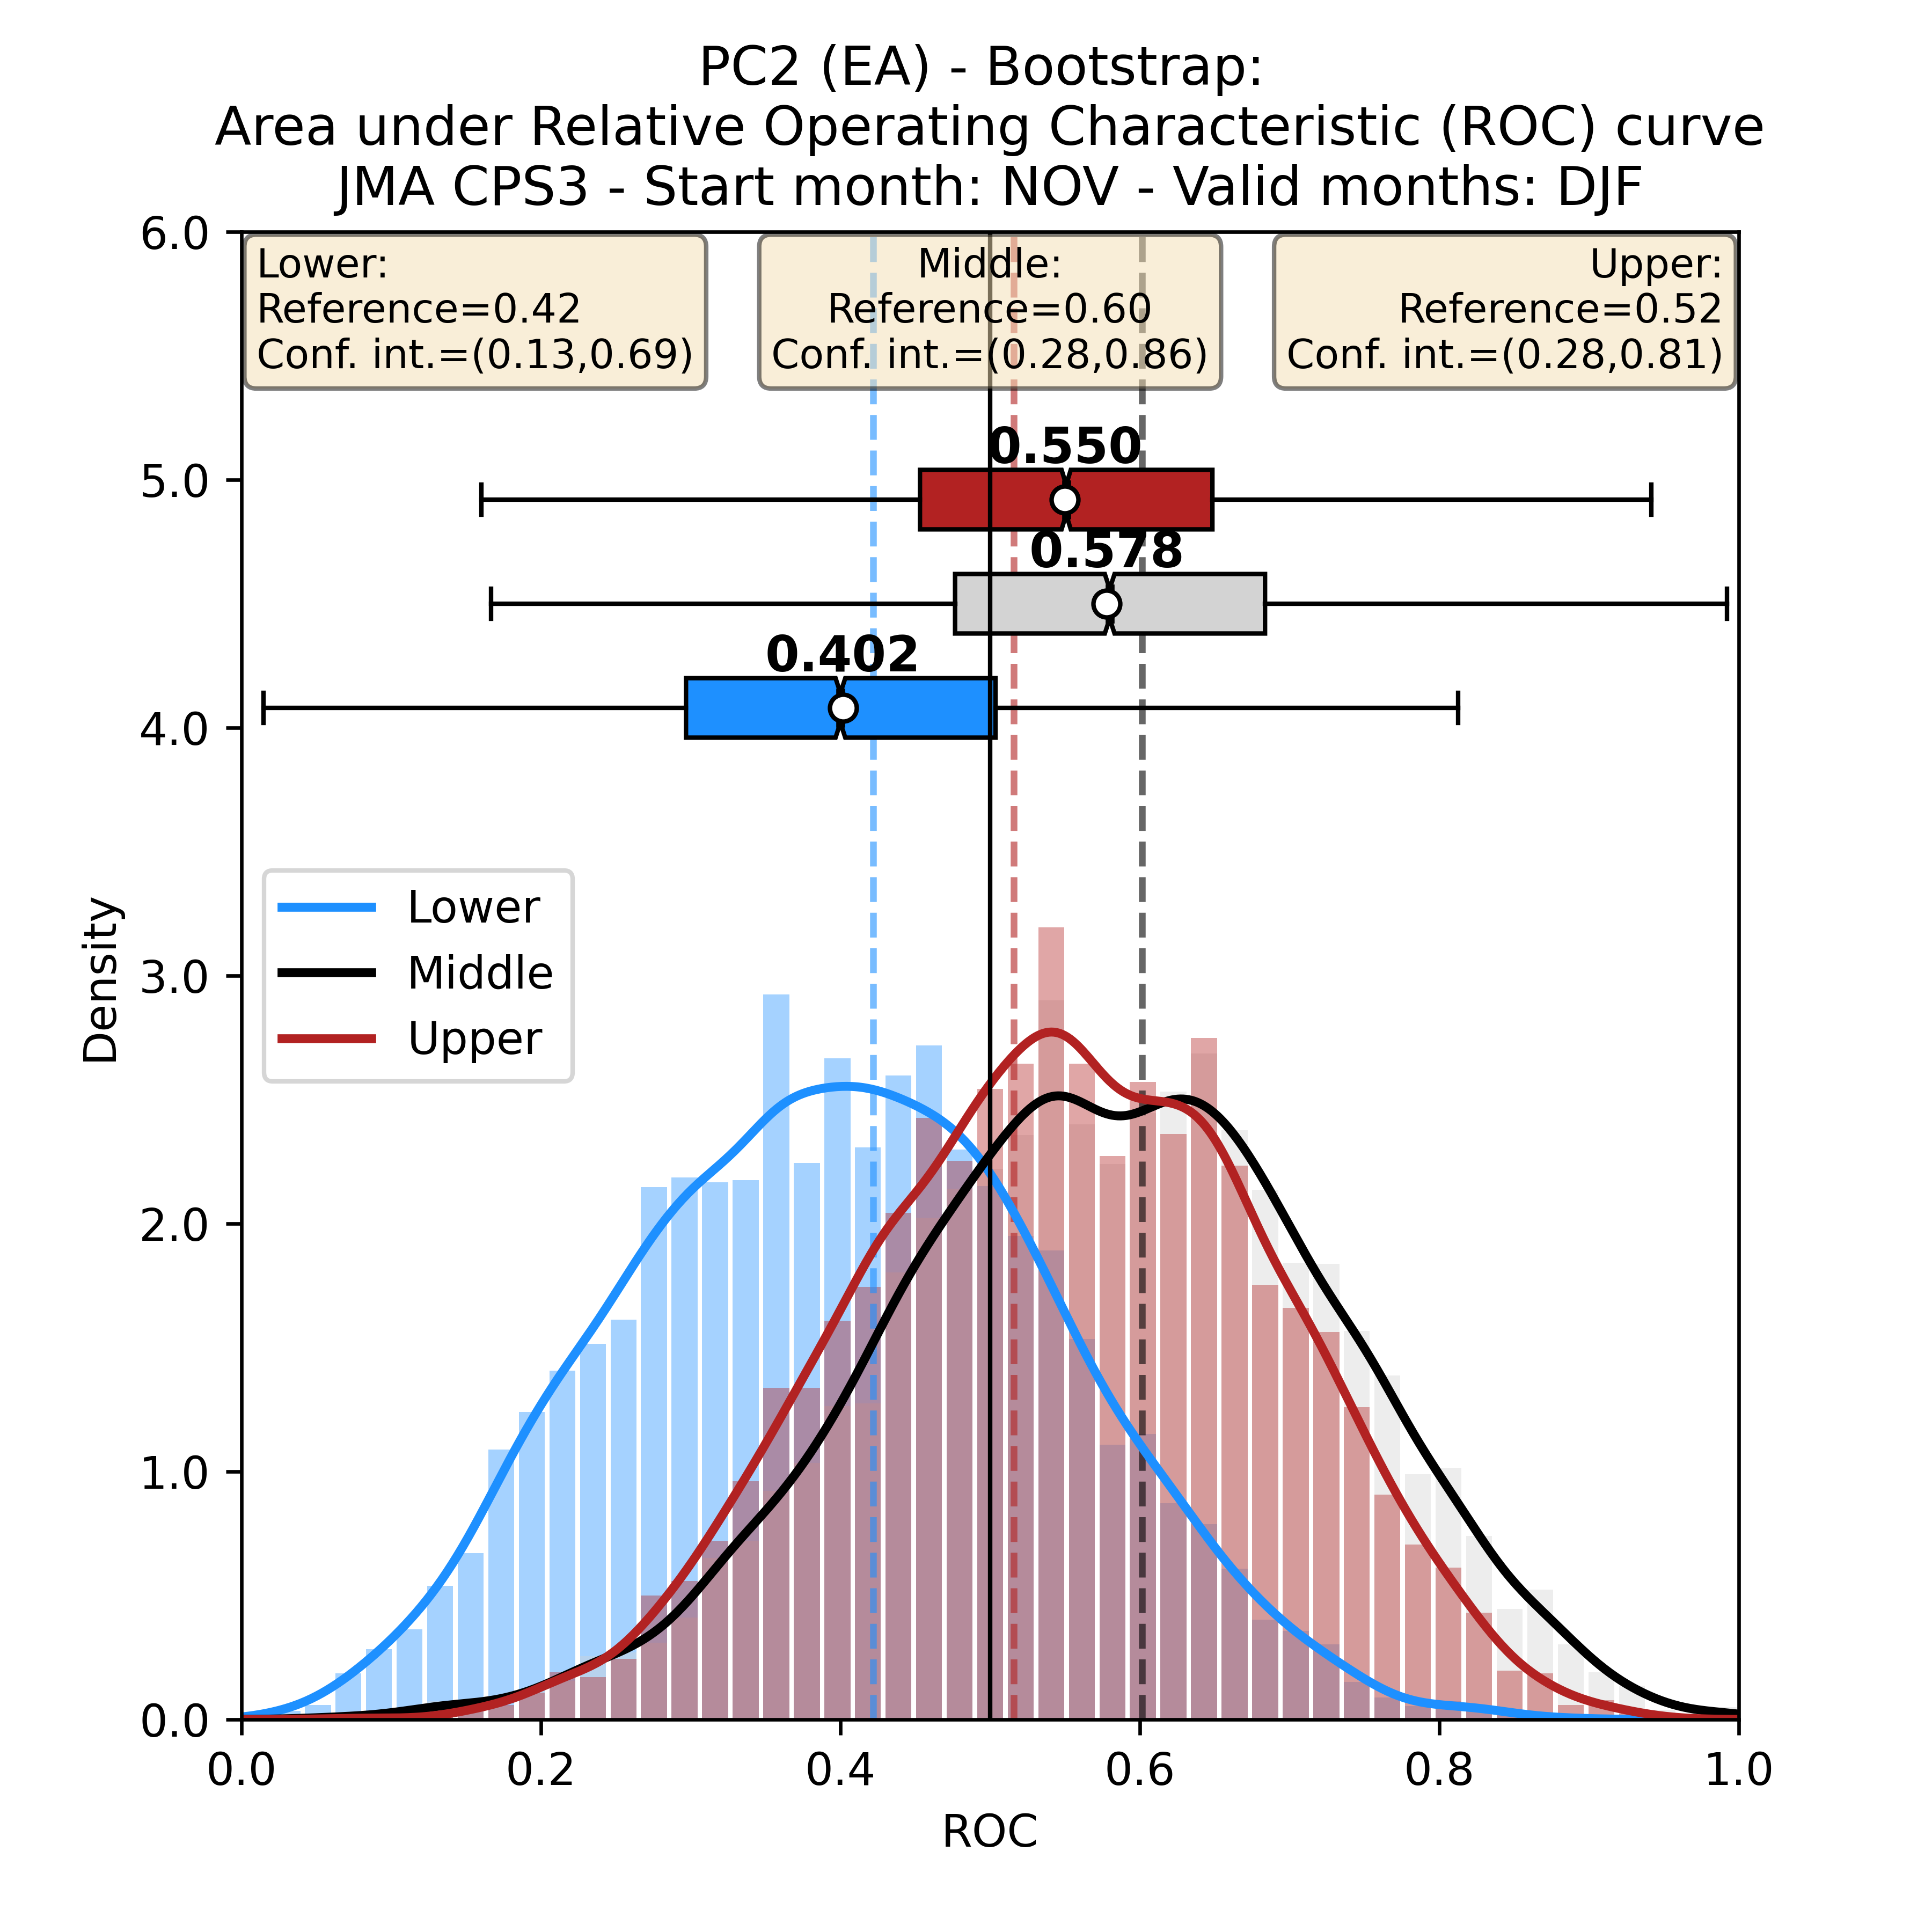 PC2 (EA) - Bootstrap:
Area under Relative Operating Characteristic (ROC) curve
JMA CPS3 - Start month: NOV - Valid months: DJF
Lower:
Reference=0.42
Conf. int.=(0.13,0.69)
Middle:
Reference=0.60
Conf. int.=(0.28,0.86)
Upper:
Reference=0.52
Conf. int.=(0.28,0.81)
0.550
0.578
0.402
Lower
Middle
Upper
Density
6.0
5.0
4.0
3.0
2.0
1.0
0.0
0.0 0.2 0.4 0.6 0.8 1.0
ROC